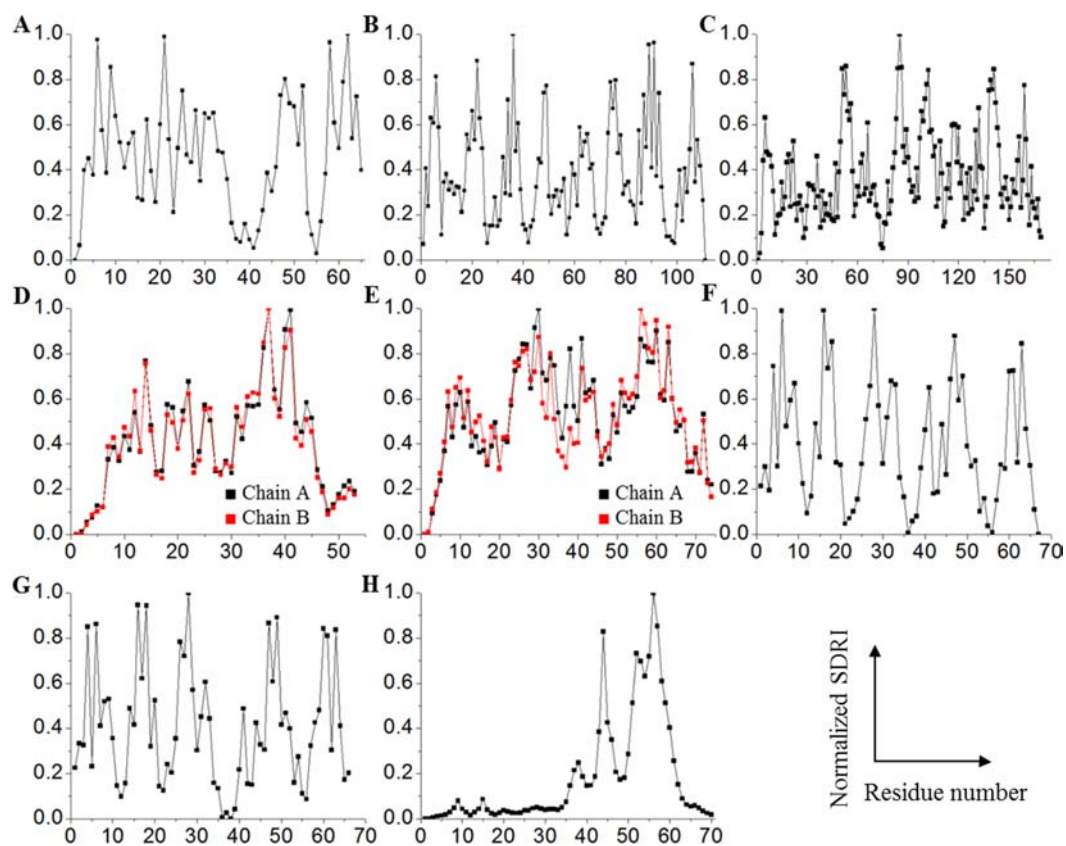 A B C
1.0 1.0 1.0
0.8 0.8 0.8
0.6 0.6 0.6
0.4 0.4 0.4
0.2 0.2 0.2
0.0 0.0 0.0
0 10 20 30 40 50 60 0 20 40 60 80 100 0 30 60 90 120 150
D E F
1.0 1.0 1.0
0.8 0.8 0.8
0.6 0.6 0.6
0.4 0.4 0.4
0.2 Chain A 0.2 Chain A 0.2
Chain B Chain B
0.0 0.0 0.0
0 10 20 30 40 50 0 10 20 30 40 50 60 70 0 10 20 30 40 50 60 70
G H
1.0 1.0
0.8 0.8
0.6 0.6
0.4 0.4
0.2 0.2
0.0 0.0
0 10 20 30 40 50 60 70 0 10 20 30 40 50 60 70
Normalized SDRI
Residue number